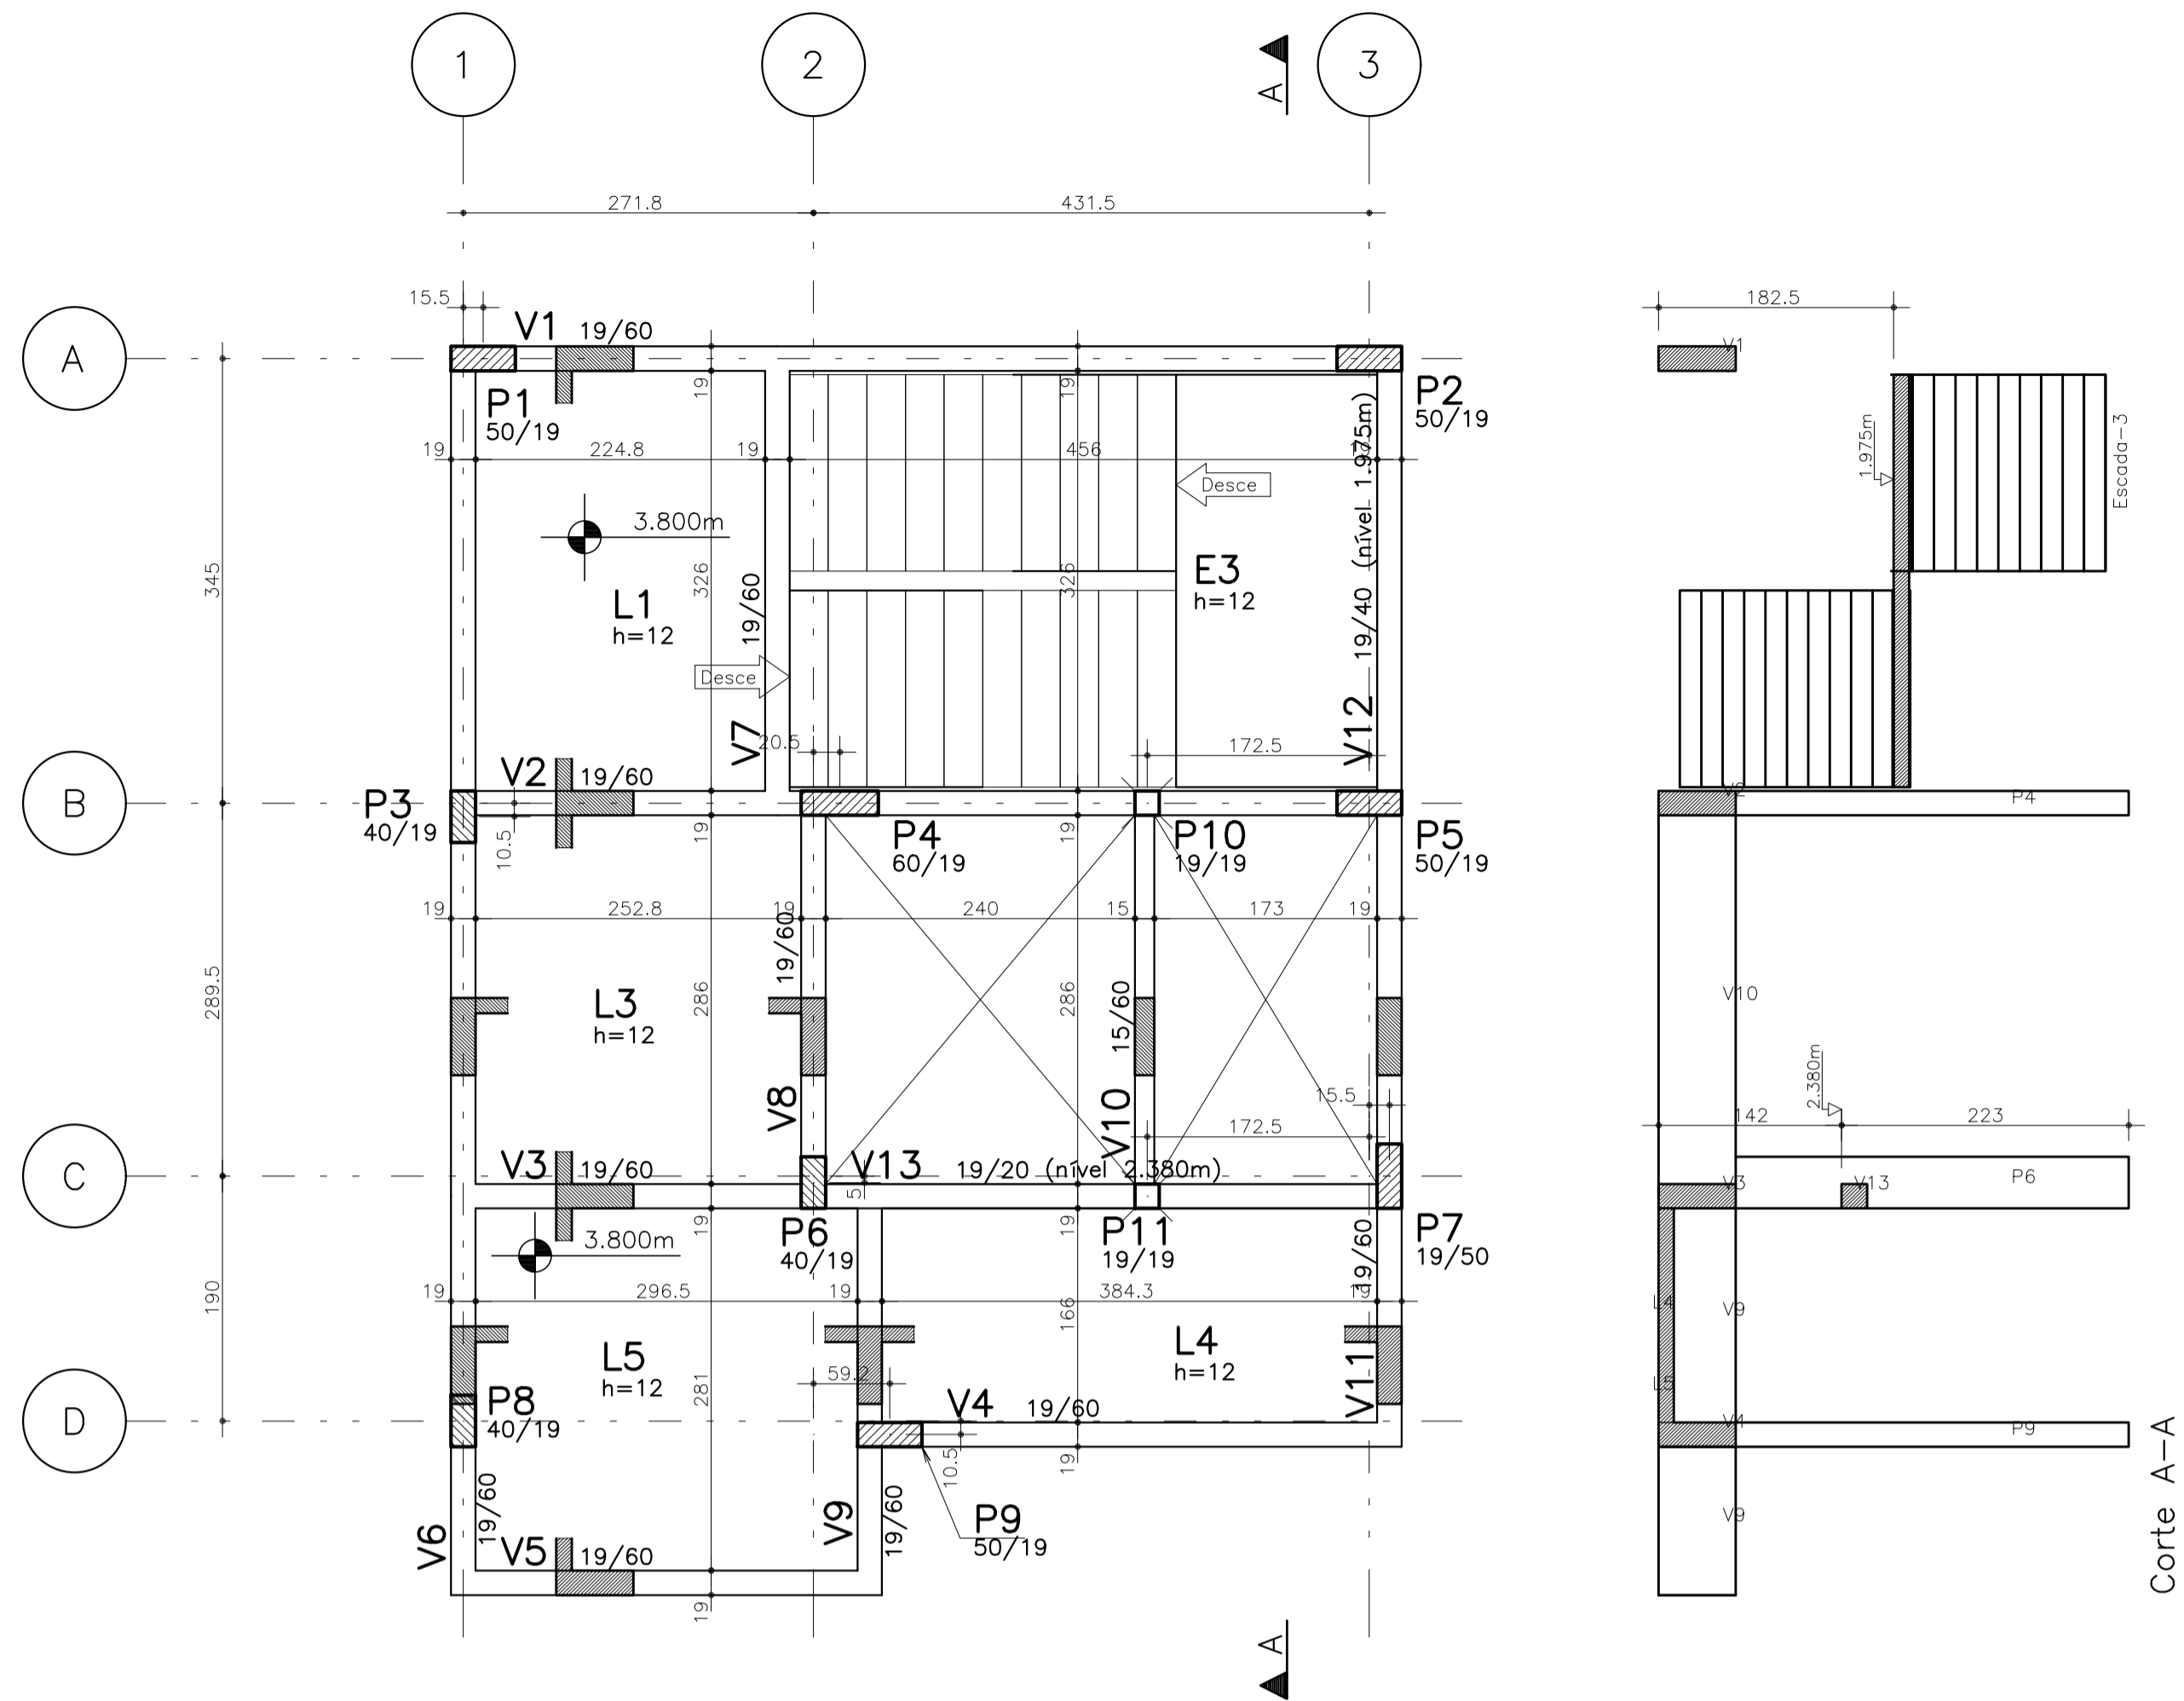 1
2
3
A
271.8
431.5
15.5
182.5
A
V1
19/60
V1
P1
50/19
19
19
P2
50/19
19
224.8
19
456
1.975m
Escada-3
Desce
3.800m
19/40 (nível 1.975m)
345
326
326
19/60
E3
h=12
L1
h=12
Desce
V7
V12
20.5
172.5
V2
19/60
B
P3
40/19
10.5
19
P4
60/19
19
P10
19/19
P5
50/19
V2
P4
19
252.8
19
240
15
173
19
19/60
289.5
L3
h=12
286
286
15/60
V10
V8
V10
15.5
172.5
2.380m
142
223
C
V3
19/60
V13
19/20 (nível 2.380m)
5
V3
V13
P6
19
P6
40/19
19
P11
19/19
19/60
P7
19/50
3.800m
190
19
296.5
19
384.3
19
166
L4
V9
L5
h=12
L4
h=12
59.2
281
V11
L5
D
P8
40/19
V4
19/60
V4
P9
10.5
19
19/60
V6
V9
19/60
P9
50/19
V9
V5
19/60
19
A
Corte A-A